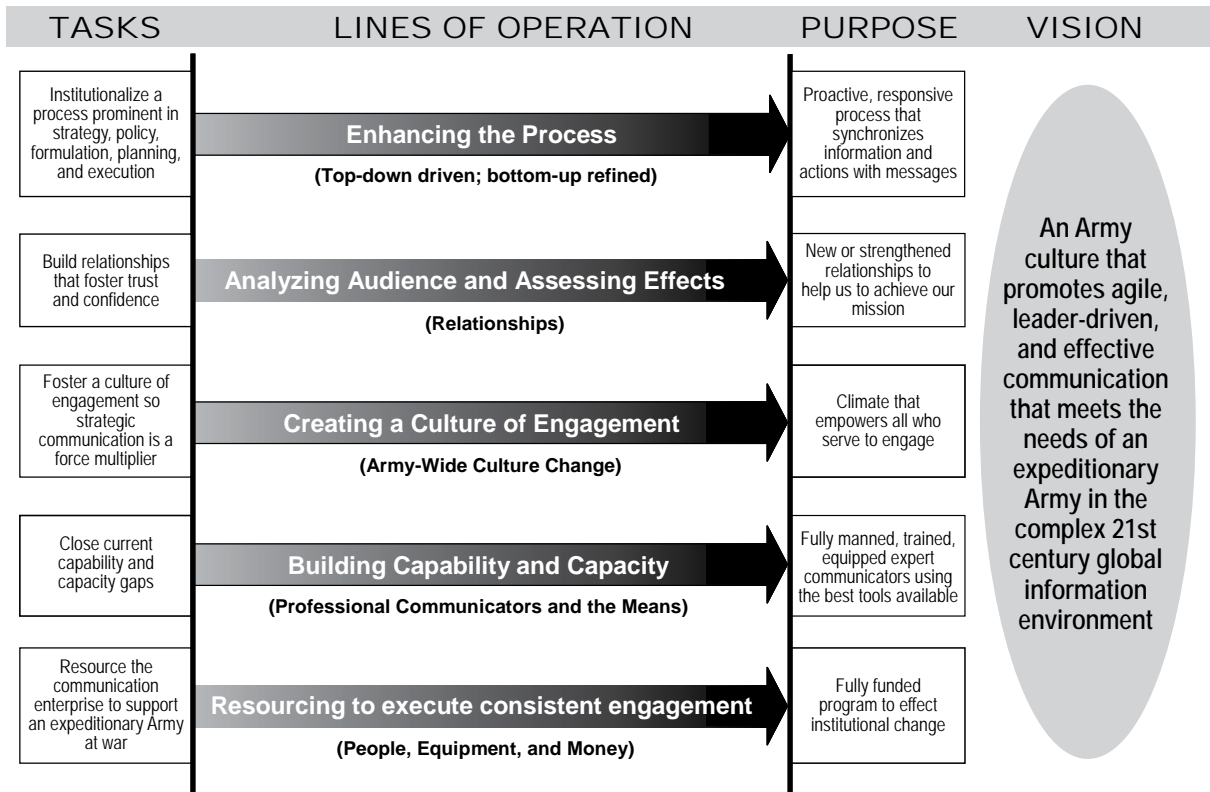 TASKS LINES OF OPERATION PURPOSE VISION
Institutionalize a
process prominent in
strategy, policy,
formulation, planning,
and execution
Enhancing the Process
(Top-down driven; bottom-up refined)
Proactive, responsive
process that
synchronizes
information and
actions with messages
Build relationships
that foster trust
and confidence
Analyzing Audience and Assessing Effects
(Relationships)
New or strengthened
relationships to
help us to achieve our
mission
Foster a culture of
engagement so
strategic
communication is a
force multiplier
Creating a Culture of Engagement
(Army-Wide Culture Change)
Climate that
empowers all who
serve to engage
Close current
capability and
capacity gaps
Building Capability and Capacity
(Professional Communicators and the Means)
Fully manned, trained,
equipped expert
communicators using
the best tools available
Resource the
communication
enterprise to support
an expeditionary Army
at war
Resourcing to execute consistent engagement
(People, Equipment, and Money)
Fully funded
program to effect
institutional change
An Army
culture that
promotes agile,
leader-driven,
and effective
communication
that meets the
needs of an
expeditionary
Army in the
complex 21st
century global
information
environment